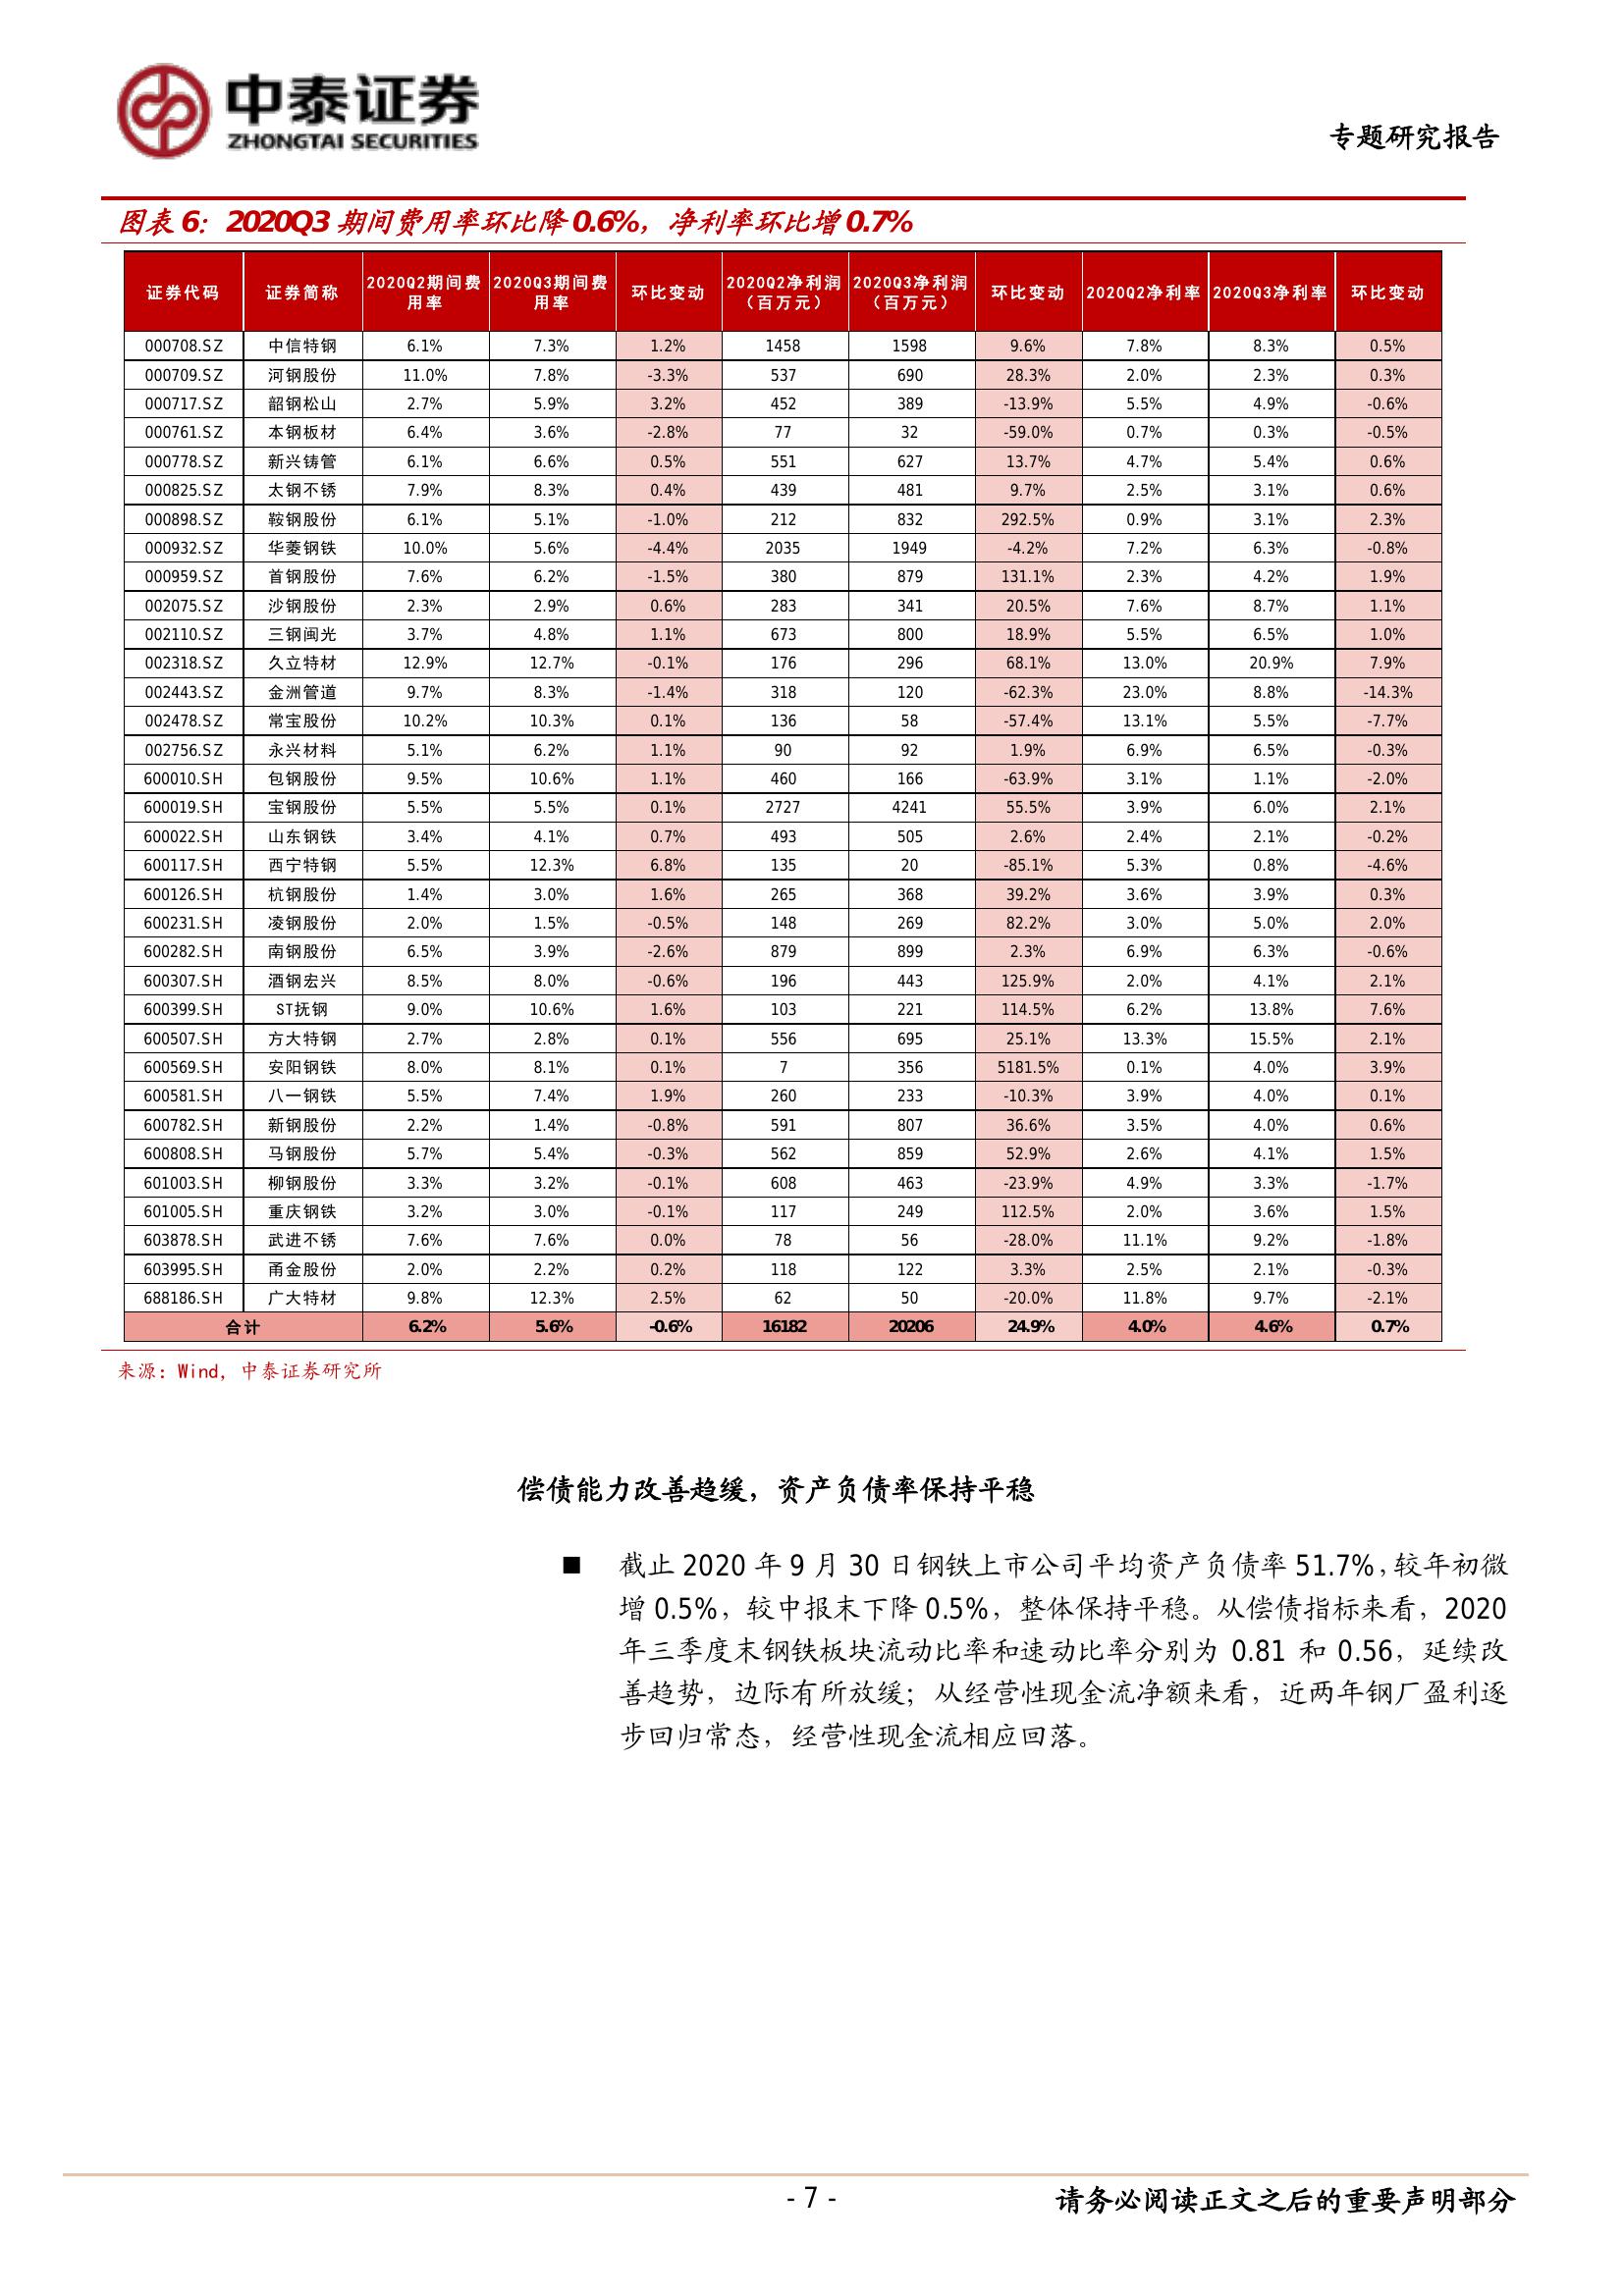 中泰证券
ZHONGTAI SECURITIES
专题研究报告
图表 6：2020Q3 期间费用率环比降 0.6%，净利率环比增 0.7%
证券代码 证券简称 2020Q2期间费用率 2020Q3期间费用率 环比变动 2020Q2净利润（百万元） 2020Q3净利润（百万元） 环比变动 2020Q2净利率 2020Q3净利率 环比变动
000708.SZ 中信特钢 6.1% 7.3% 1.2% 1458 1598 9.6% 7.8% 8.3% 0.5%
000709.SZ 河钢股份 11.0% 7.8% -3.3% 537 690 28.3% 2.0% 2.3% 0.3%
000717.SZ 韶钢松山 2.7% 5.9% 3.2% 452 389 -13.9% 5.5% 4.9% -0.6%
000761.SZ 本钢板材 6.4% 3.6% -2.8% 77 32 -59.0% 0.7% 0.3% -0.5%
000778.SZ 新兴铸管 6.1% 6.6% 0.5% 551 627 13.7% 4.7% 5.4% 0.6%
000825.SZ 太钢不锈 7.9% 8.3% 0.4% 439 481 9.7% 2.5% 3.1% 0.6%
000898.SZ 鞍钢股份 6.1% 5.1% -1.0% 212 832 292.5% 0.9% 3.1% 2.3%
000932.SZ 华菱钢铁 10.0% 5.6% -4.4% 2035 1949 -4.2% 7.2% 6.3% -0.8%
000959.SZ 首钢股份 7.6% 6.2% -1.5% 380 879 131.1% 2.3% 4.2% 1.9%
002075.SZ 沙钢股份 2.3% 2.9% 0.6% 283 341 20.5% 7.6% 8.7% 1.1%
002110.SZ 三钢闽光 3.7% 4.8% 1.1% 673 800 18.9% 5.5% 6.5% 1.0%
002318.SZ 久立特材 12.9% 12.7% -0.1% 176 296 68.1% 13.0% 20.9% 7.9%
002443.SZ 金洲管道 9.7% 8.3% -1.4% 318 120 -62.3% 23.0% 8.8% -14.3%
002478.SZ 常宝股份 10.2% 10.3% 0.1% 136 58 -57.4% 13.1% 5.5% -7.7%
002756.SZ 永兴材料 5.1% 6.2% 1.1% 90 92 1.9% 6.9% 6.5% -0.3%
600010.SH 包钢股份 9.5% 10.6% 1.1% 460 166 -63.9% 3.1% 1.1% -2.0%
600019.SH 宝钢股份 5.5% 5.5% 0.1% 2727 4241 55.5% 3.9% 6.0% 2.1%
600022.SH 山东钢铁 3.4% 4.1% 0.7% 493 505 2.6% 2.4% 2.1% -0.2%
600117.SH 西宁特钢 5.5% 12.3% 6.8% 135 20 -85.1% 5.3% 0.8% -4.6%
600126.SH 杭钢股份 1.4% 3.0% 1.6% 265 368 39.2% 3.6% 3.9% 0.3%
600231.SH 凌钢股份 2.0% 1.5% -0.5% 148 269 82.2% 3.0% 5.0% 2.0%
600282.SH 南钢股份 6.5% 3.9% -2.6% 879 899 2.3% 6.9% 6.3% -0.6%
600307.SH 酒钢宏兴 8.5% 8.0% -0.6% 196 443 125.9% 2.0% 4.1% 2.1%
600399.SH ST抚钢 9.0% 10.6% 1.6% 103 221 114.5% 6.2% 13.8% 7.6%
600507.SH 方大特钢 2.7% 2.8% 0.1% 556 695 25.1% 13.3% 15.5% 2.1%
600569.SH 安阳钢铁 8.0% 8.1% 0.1% 7 356 5181.5% 0.1% 4.0% 3.9%
600581.SH 八一钢铁 5.5% 7.4% 1.9% 260 233 -10.3% 3.9% 4.0% 0.1%
600782.SH 新钢股份 2.2% 1.4% -0.8% 591 807 36.6% 3.5% 4.0% 0.6%
600808.SH 马钢股份 5.7% 5.4% -0.3% 562 859 52.9% 2.6% 4.1% 1.5%
601003.SH 柳钢股份 3.3% 3.2% -0.1% 608 463 -23.9% 4.9% 3.3% -1.7%
601005.SH 重庆钢铁 3.2% 3.0% -0.1% 117 249 112.5% 2.0% 3.6% 1.5%
603878.SH 武进不锈 7.6% 7.6% 0.0% 78 56 -28.0% 11.1% 9.2% -1.8%
603995.SH 甬金股份 2.0% 2.2% 0.2% 118 122 3.3% 2.5% 2.1% -0.3%
688186.SH 广大特材 9.8% 12.3% 2.5% 62 50 -20.0% 11.8% 9.7% -2.1%
合计 6.2% 5.6% -0.6% 16182 20206 24.9% 4.0% 4.6% 0.7%
来源：Wind，中泰证券研究所
偿债能力改善趋缓，资产负债率保持平稳
■ 截止 2020 年 9 月 30 日钢铁上市公司平均资产负债率 51.7%，较年初微
增 0.5%，较中报末下降 0.5%，整体保持平稳。从偿债指标来看，2020
年三季度末钢铁板块流动比率和速动比率分别为 0.81 和 0.56，延续改
善趋势，边际有所放缓；从经营性现金流净额来看，近两年钢厂盈利逐
步回归常态，经营性现金流相应回落。
- 7 -
请务必阅读正文之后的重要声明部分